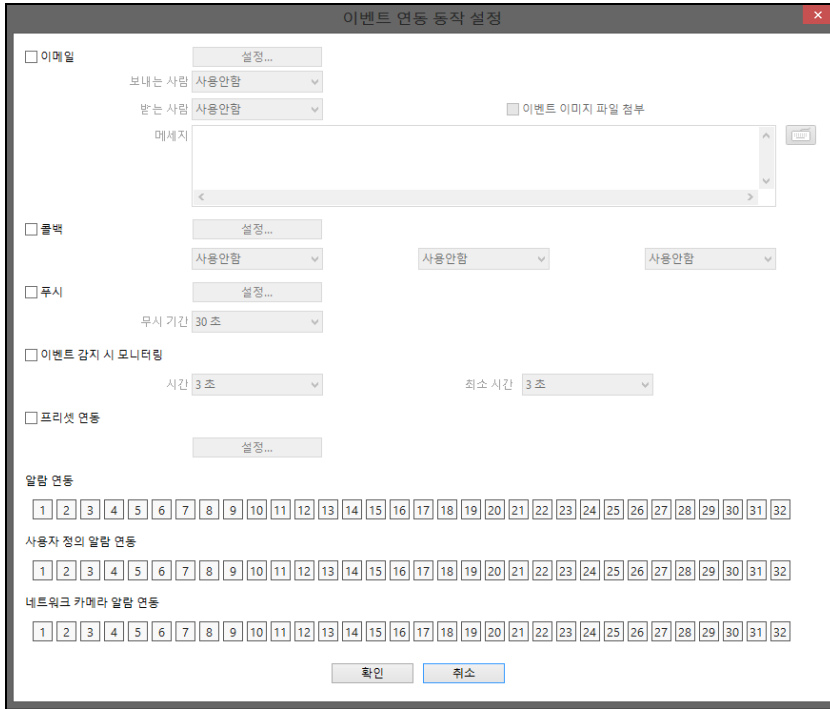 이벤트 연동 동작 설정
이메일 설정...
보내는 사람 사용안함
받는 사람 사용안함 이벤트 이미지 파일 첨부
메세지
콜백 설정...
사용안함 사용안함 사용안함
푸시 설정...
무시 기간 30 초
이벤트 감지 시 모니터링
시간 3 초 최소 시간 3 초
프리셋 연동
설정...
알람 연동
1 2 3 4 5 6 7 8 9 10 11 12 13 14 15 16 17 18 19 20 21 22 23 24 25 26 27 28 29 30 31 32
사용자 정의 알람 연동
1 2 3 4 5 6 7 8 9 10 11 12 13 14 15 16 17 18 19 20 21 22 23 24 25 26 27 28 29 30 31 32
네트워크 카메라 알람 연동
1 2 3 4 5 6 7 8 9 10 11 12 13 14 15 16 17 18 19 20 21 22 23 24 25 26 27 28 29 30 31 32
확인 취소